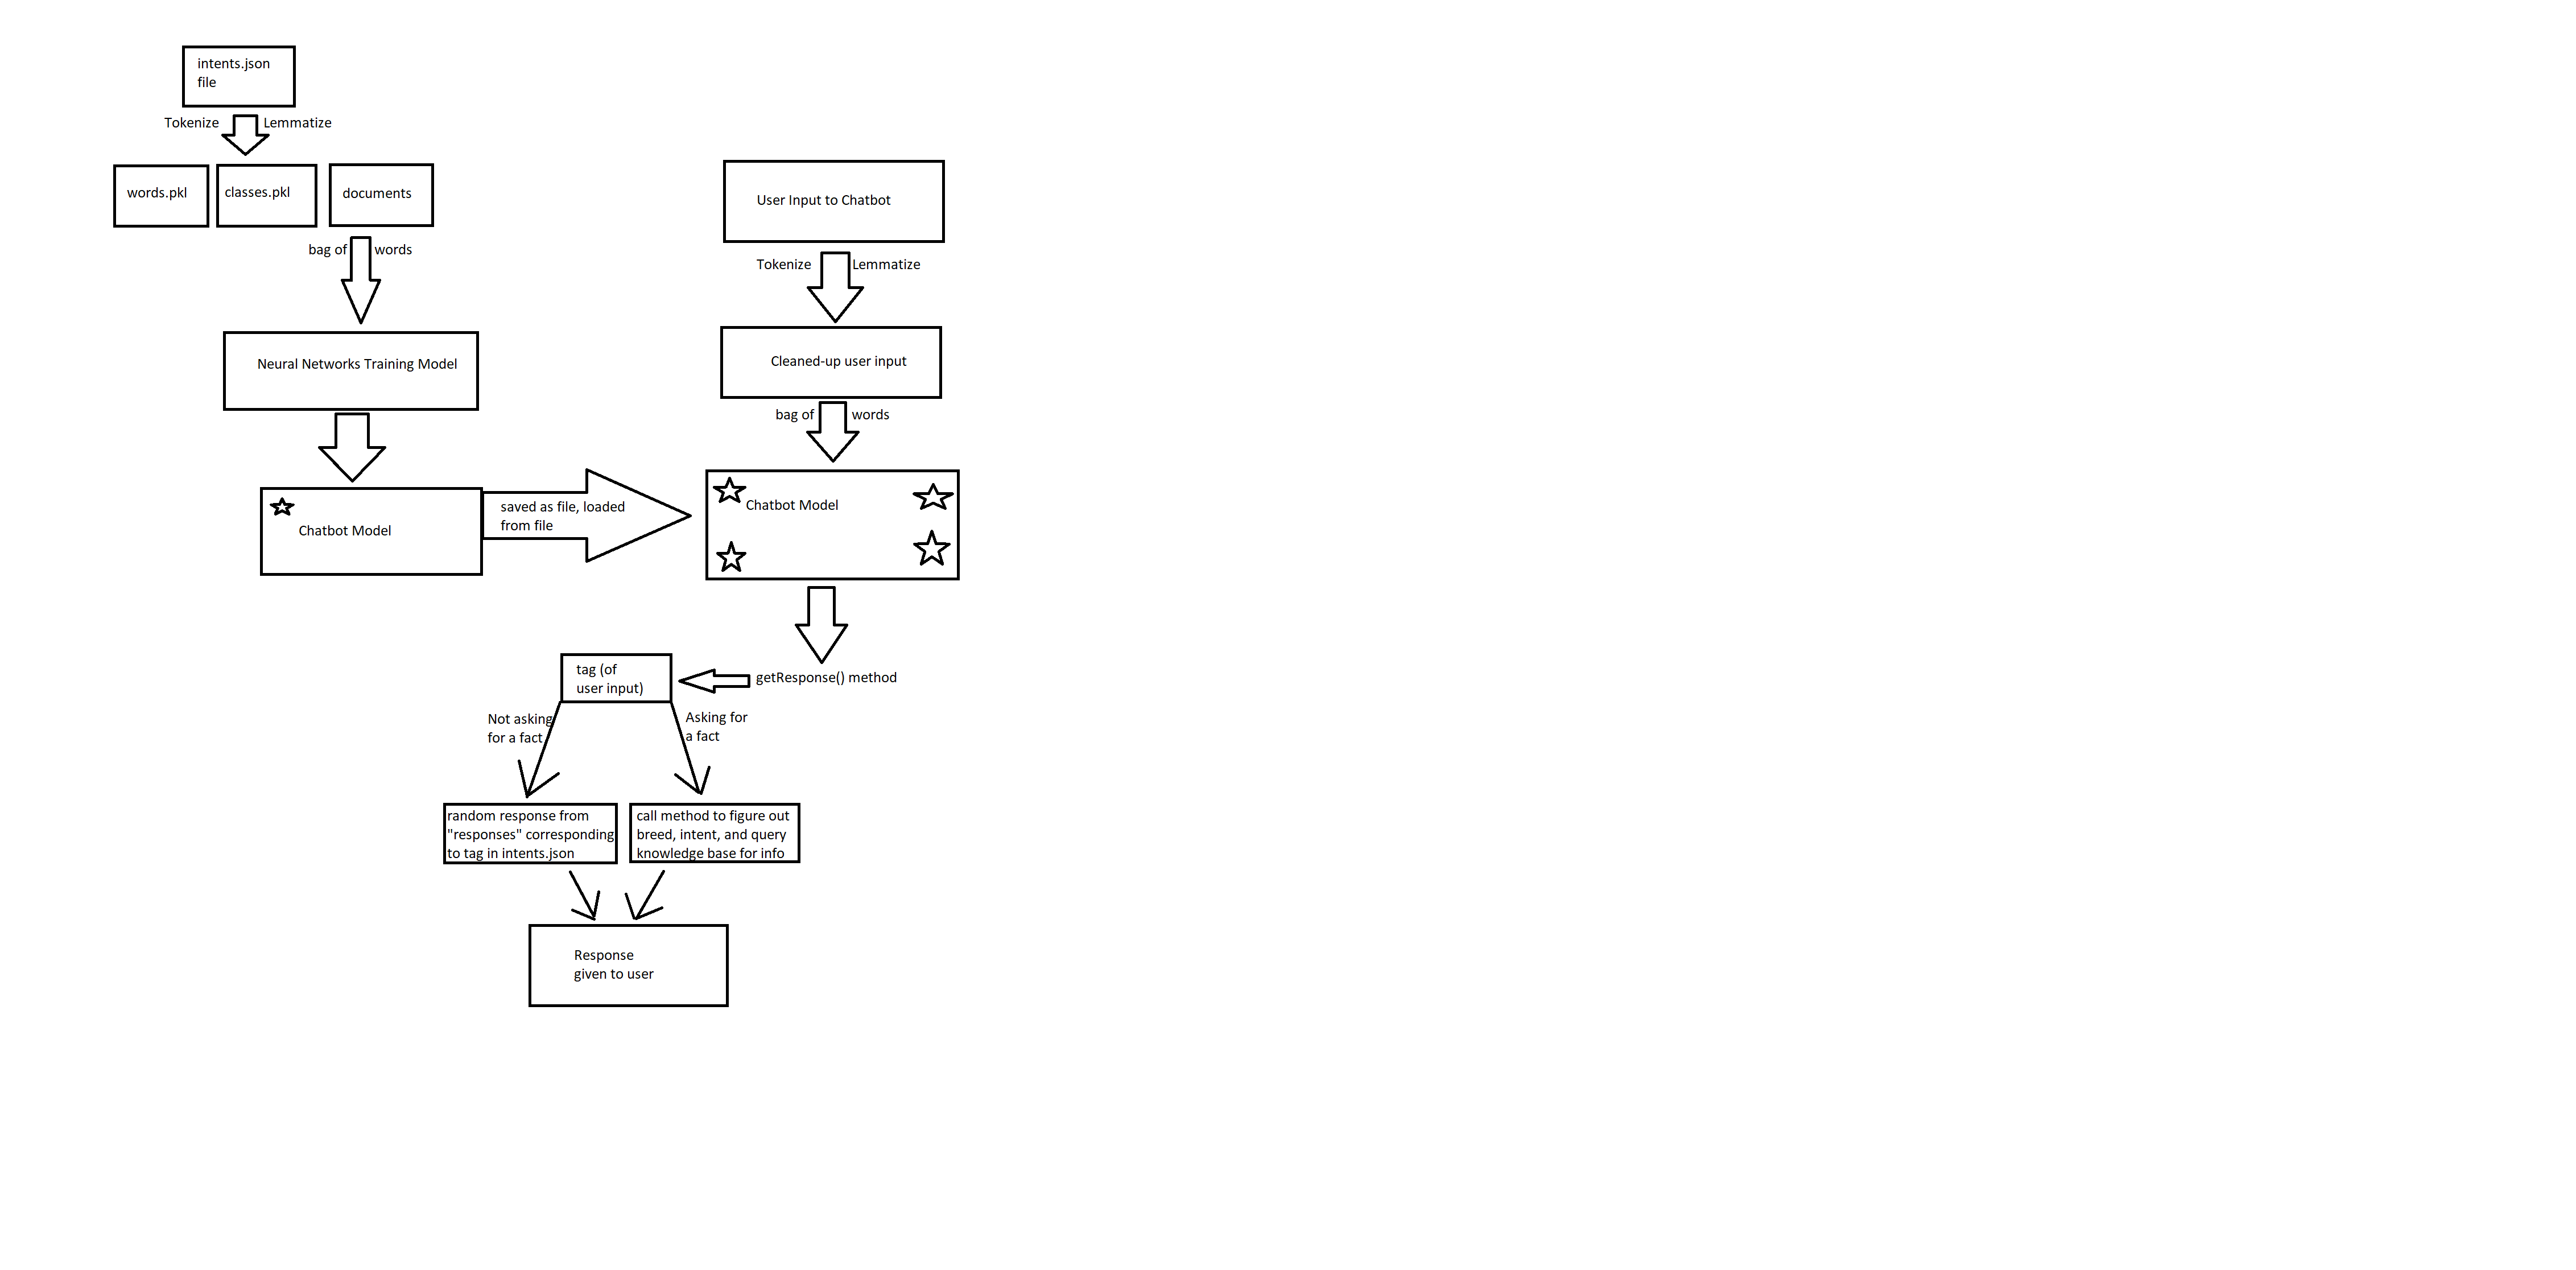 intents.json
file
Tokenize
Lemmatize
words.pkl
classes.pkl
documents
bag of
words
Neural Networks Training Model
Chatbot Model
saved as file, loaded
from file
User Input to Chatbot
Tokenize
Lemmatize
Cleaned-up user input
bag of
words
Chatbot Model
getResponse() method
tag (of
user input)
Not asking
for a fact
Asking for
a fact
random response from
"responses" corresponding
to tag in intents.json
call method to figure out
breed, intent, and query
knowledge base for info
Response
given to user